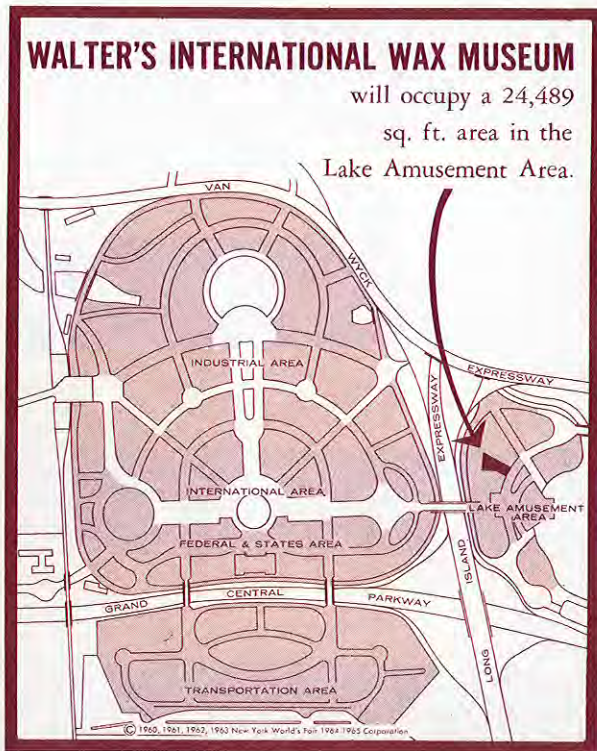 WALTER'S INTERNATIONAL WAX MUSEUM
will occupy a 24,489
sq. ft. area in the
Lake Amusement Area.
VAN
WYCK
EXPRESSWAY
INDUSTRIAL AREA
EXPRESSWAY
INTERNATIONAL AREA
LAKE AMUSEMENT
AREA
FEDERAL & STATES AREA
ISLAND
GRAND
CENTRAL
PARKWAY
LONG
TRANSPORTATION AREA
© 1960, 1961, 1962, 1963 New York World's Fair 1964-1965 Corporation